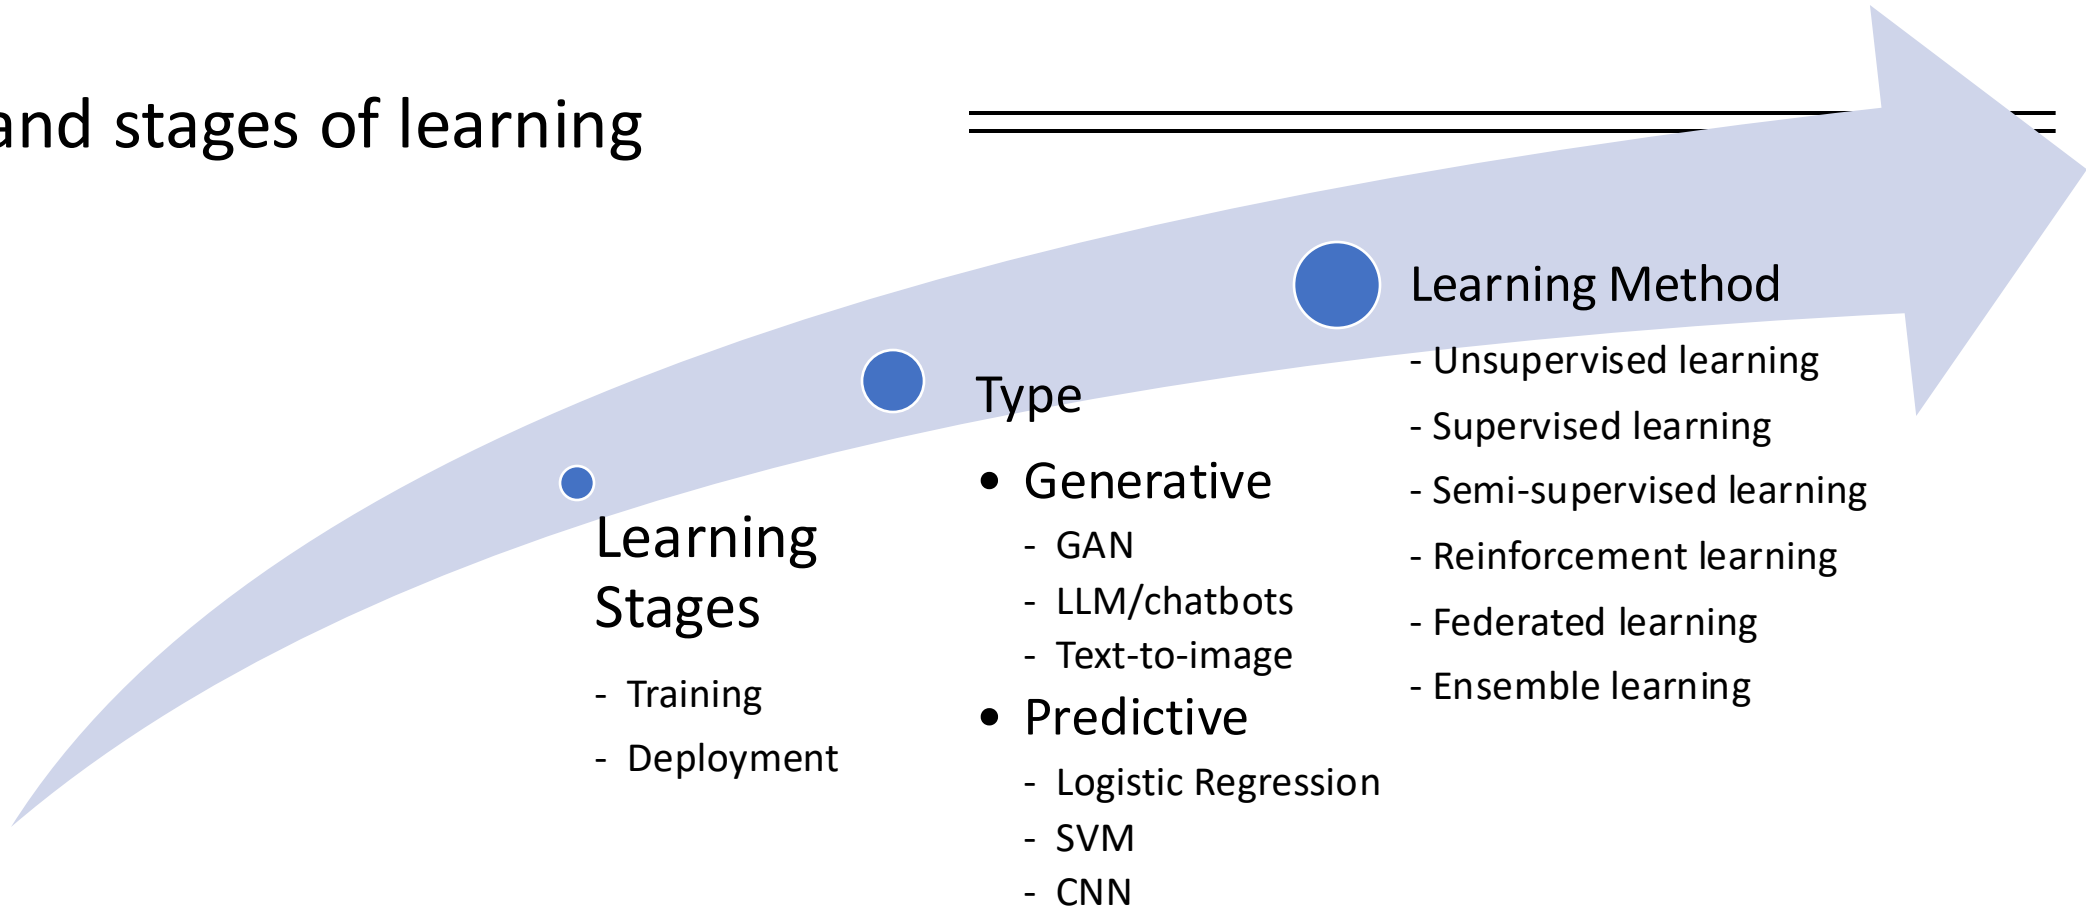 and stages of learning
Learning
Stages
- Training
- Deployment
Type
• Generative
- GAN
- LLM/chatbots
- Text-to-image
• Predictive
- Logistic Regression
- SVM
- CNN
Learning Method
- Unsupervised learning
- Supervised learning
- Semi-supervised learning
- Reinforcement learning
- Federated learning
- Ensemble learning